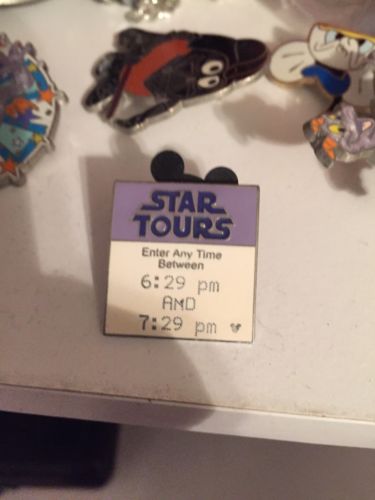 STAR
TOURS
Enter Any Time
Between
6:29 pm
AND
7:29 pm